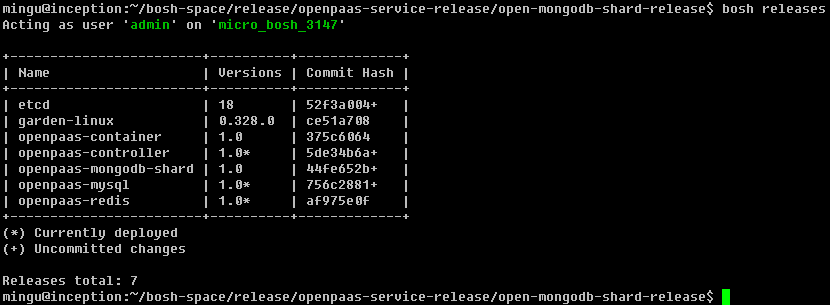 mingu@inception:~/bosh-space/release/openpaas-service-release/open-mongodb-shard-release$ bosh releases
Acting as user 'admin' on 'micro_bosh_3147'
+------------------------+----------+-------------+
| Name                   | Versions | Commit Hash |
+------------------------+----------+-------------+
| etcd                   | 18       | 52f3a004+   |
| garden-linux           | 0.328.0  | ce51a708    |
| openpaas-container     | 1.0      | 375c6064    |
| openpaas-controller    | 1.0*     | 5de34b6a+   |
| openpaas-mongodb-shard | 1.0      | 44fe652b+   |
| openpaas-mysql         | 1.0*     | 756c2881+   |
| openpaas-redis         | 1.0*     | af975e0f    |
+------------------------+----------+-------------+
(*) Currently deployed
(+) Uncommitted changes
Releases total: 7
mingu@inception:~/bosh-space/release/openpaas-service-release/open-mongodb-shard-release$